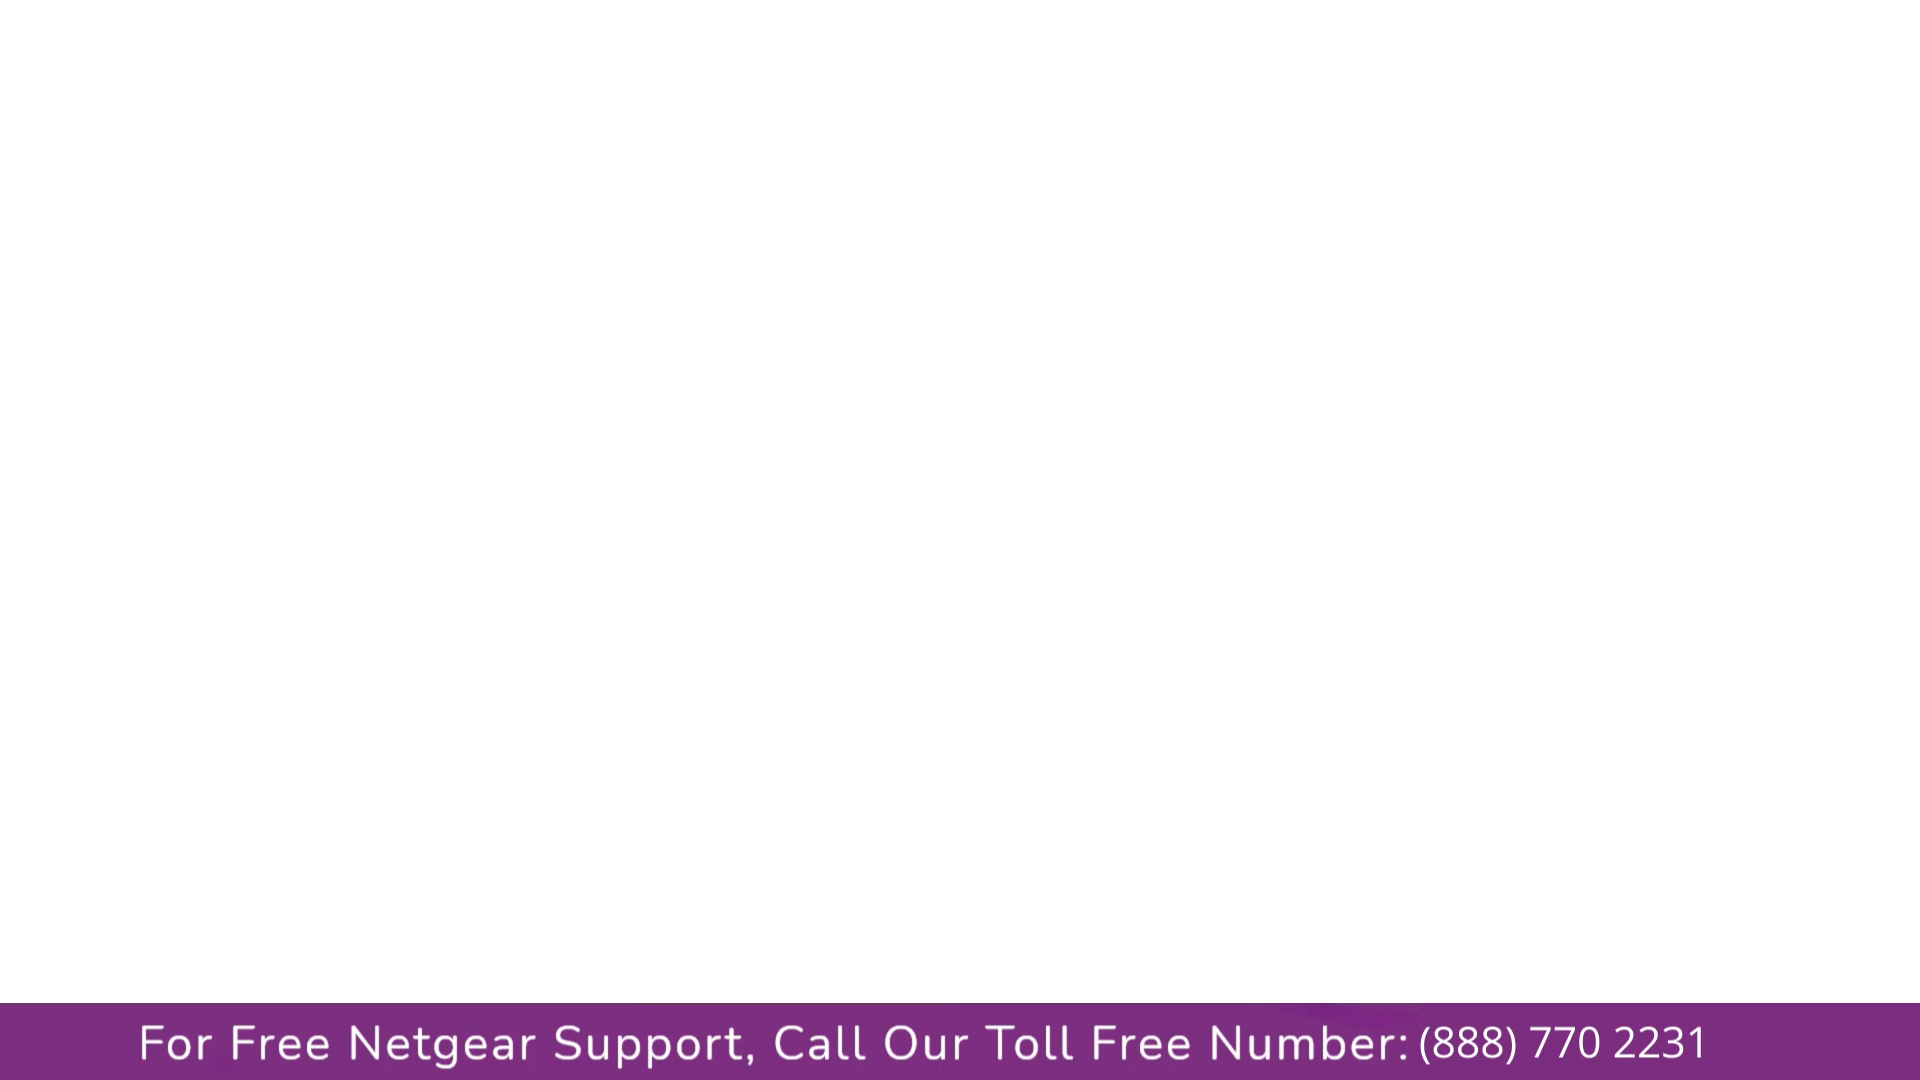 For Free Netgear Support, Call Our Toll Free Number: (888) 770 2231